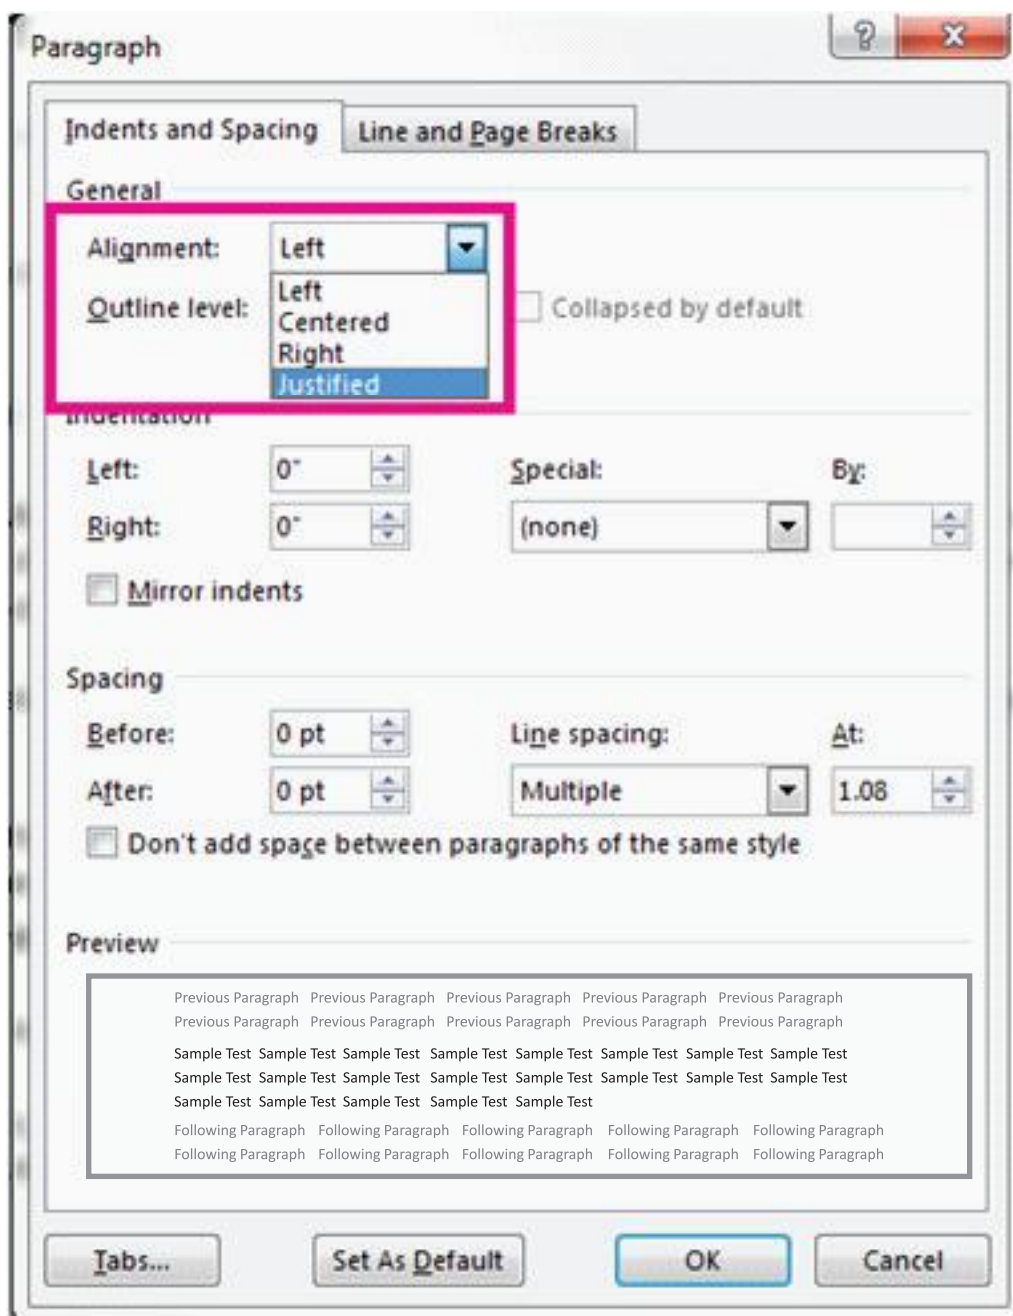 Paragraph
? x
Indents and Spacing Line and Page Breaks
General
Alignment: Left
Left
Outline level: Collapsed by default
Centered
Right
Justified
Indentation
Left: 0" Special: By:
Right: 0" (none)
Mirror indents
Spacing
Before: 0 pt Line spacing: At:
After: 0 pt Multiple 1.08
Don't add space between paragraphs of the same style
Preview
Previous Paragraph Previous Paragraph Previous Paragraph Previous Paragraph Previous Paragraph
Previous Paragraph Previous Paragraph Previous Paragraph Previous Paragraph Previous Paragraph
Sample Test Sample Test Sample Test Sample Test Sample Test Sample Test Sample Test Sample Test
Sample Test Sample Test Sample Test Sample Test Sample Test Sample Test Sample Test Sample Test
Sample Test Sample Test Sample Test Sample Test Sample Test
Following Paragraph Following Paragraph Following Paragraph Following Paragraph Following Paragraph
Following Paragraph Following Paragraph Following Paragraph Following Paragraph Following Paragraph
Tabs... Set As Default OK Cancel